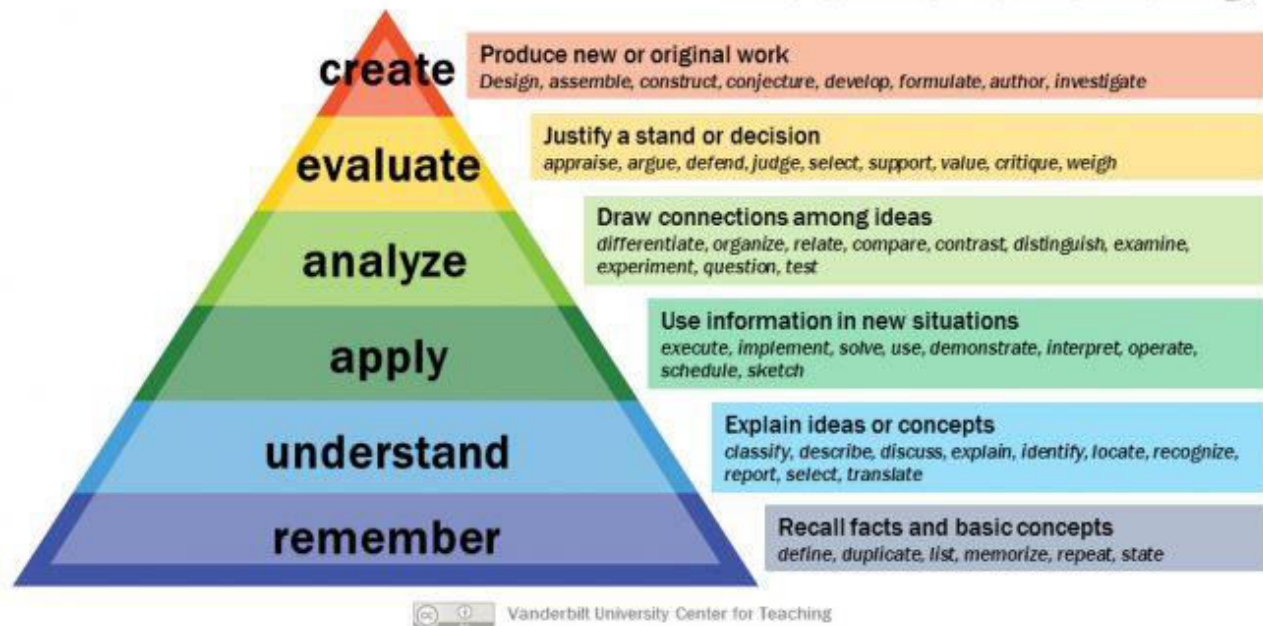 create
Produce new or original work
Design, assemble, construct, conjecture, develop, formulate, author, investigate
evaluate
Justify a stand or decision
appraise, argue, defend, judge, select, support, value, critique, weigh
analyze
Draw connections among ideas
differentiate, organize, relate, compare, contrast, distinguish, examine,
experiment, question, test
apply
Use information in new situations
execute, implement, solve, use, demonstrate, interpret, operate,
schedule, sketch
understand
Explain ideas or concepts
classify, describe, discuss, explain, identify, locate, recognize,
report, select, translate
remember
Recall facts and basic concepts
define, duplicate, list, memorize, repeat, state
cc
Vanderbilt University Center for Teaching